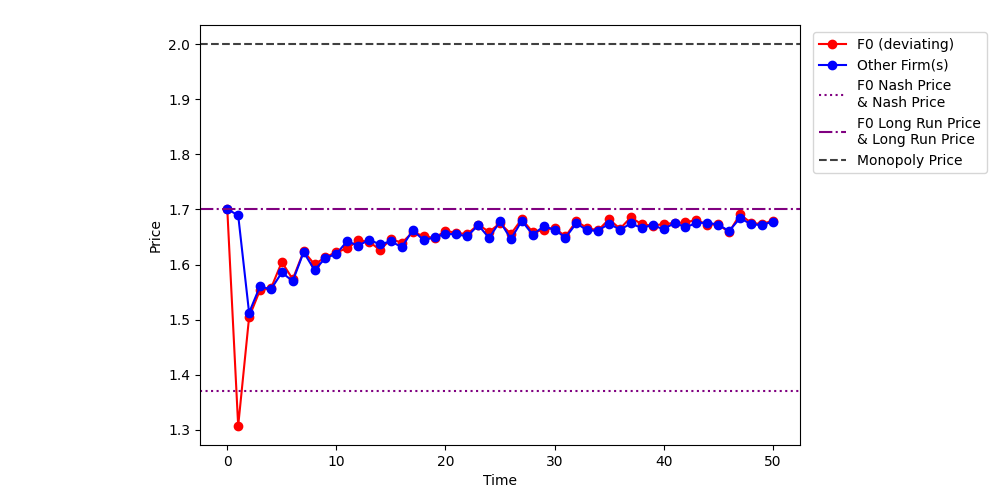 2.0
1.9
1.8
1.7
1.6
1.5
1.4
1.3
Price
0
10
20
30
40
50
Time
F0 (deviating)
Other Firm(s)
F0 Nash Price
& Nash Price
F0 Long Run Price
& Long Run Price
Monopoly Price